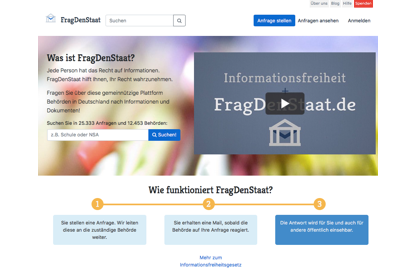 Über uns Blog Hilfe Spenden
FragDenStaat
Suchen
Anfrage stellen
Anfragen ansehen
Anmelden
Was ist FragDenStaat?
Jede Person hat das Recht auf Informationen.
FragDenStaat hilft Ihnen, Ihr Recht wahrzunehmen.
Fragen Sie über diese gemeinnützige Plattform
Behörden in Deutschland nach Informationen und
Dokumenten!
Suchen Sie in 25.333 Anfragen und 12.453 Behörden:
z.B. Schule oder NSA
Suchen!
Informationsfreiheit
FragDenStaat.de
Wie funktioniert FragDenStaat?
1
2
3
Sie stellen eine Anfrage. Wir leiten
diese an die zuständige Behörde
weiter.
Sie erhalten eine Mail, sobald die
Behörde auf Ihre Anfrage reagiert.
Die Antwort wird für Sie und auch für
andere öffentlich einsehbar.
Mehr zum
Informationsfreiheitsgesetz